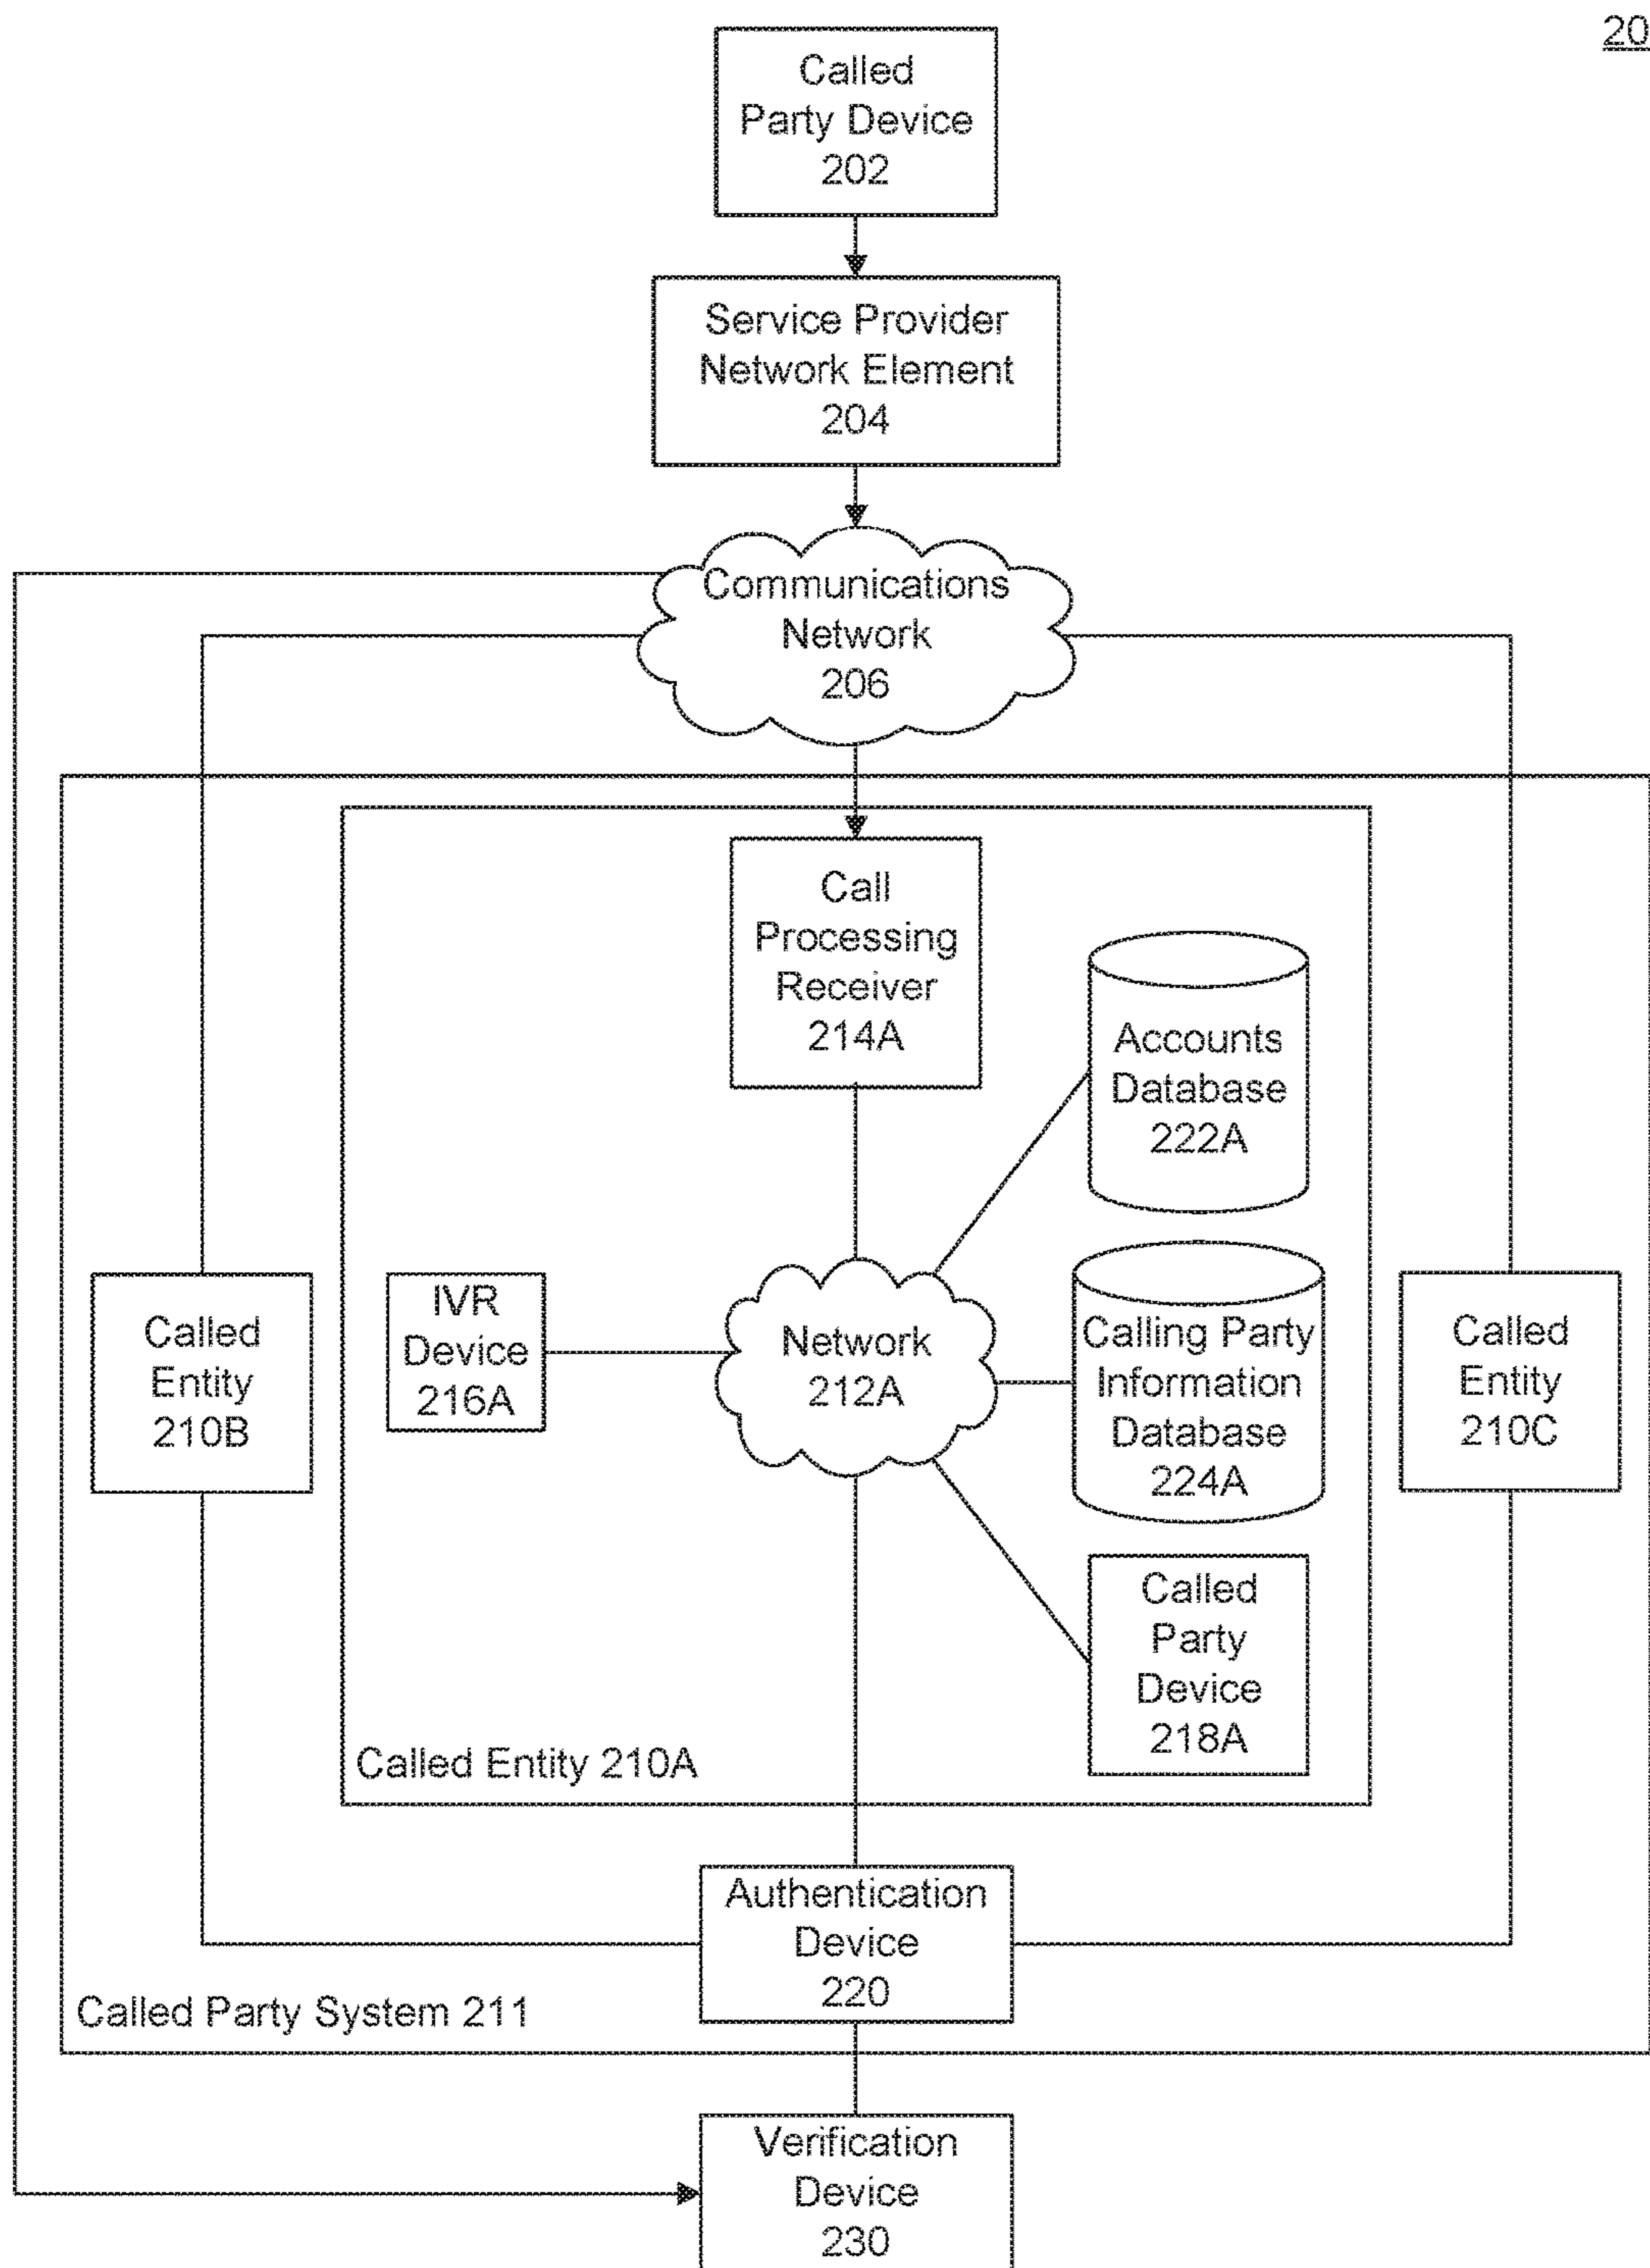 20
Called
Party Device
202
Service Provider
Network Element
204
Communications
Network
206
Call
Processing
Receiver
214A
Accounts
Database
222A
IVR
Device
216A
Network
212A
Calling Party
Information
Database
224A
Called
Entity
210B
Called
Entity
210C
Called
Party
Device
218A
Called Entity 210A
Authentication
Device
220
Called Party System 211
Verification
Device
230